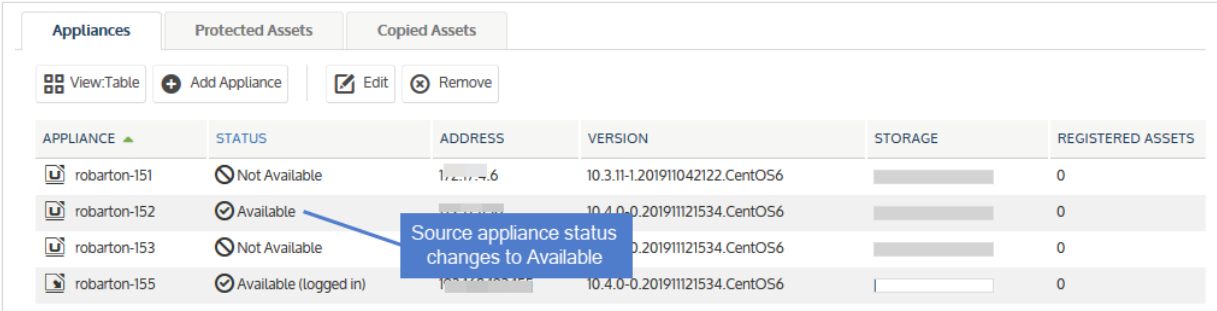 Appliances Protected Assets Copied Assets
View:Table Add Appliance Edit Remove
APPLIANCE STATUS ADDRESS VERSION STORAGE REGISTERED ASSETS
robarton-151 Not Available 10.3.11-1.201911042122.CentOS6 0
robarton-152 Available 10.4.0-0.201911121534.CentOS6 0
Source appliance status
changes to Available
robarton-153 Not Available 0.201911121534.CentOS6 0
robarton-155 Available (logged in) 10.4.0-0.201911121534.CentOS6 0